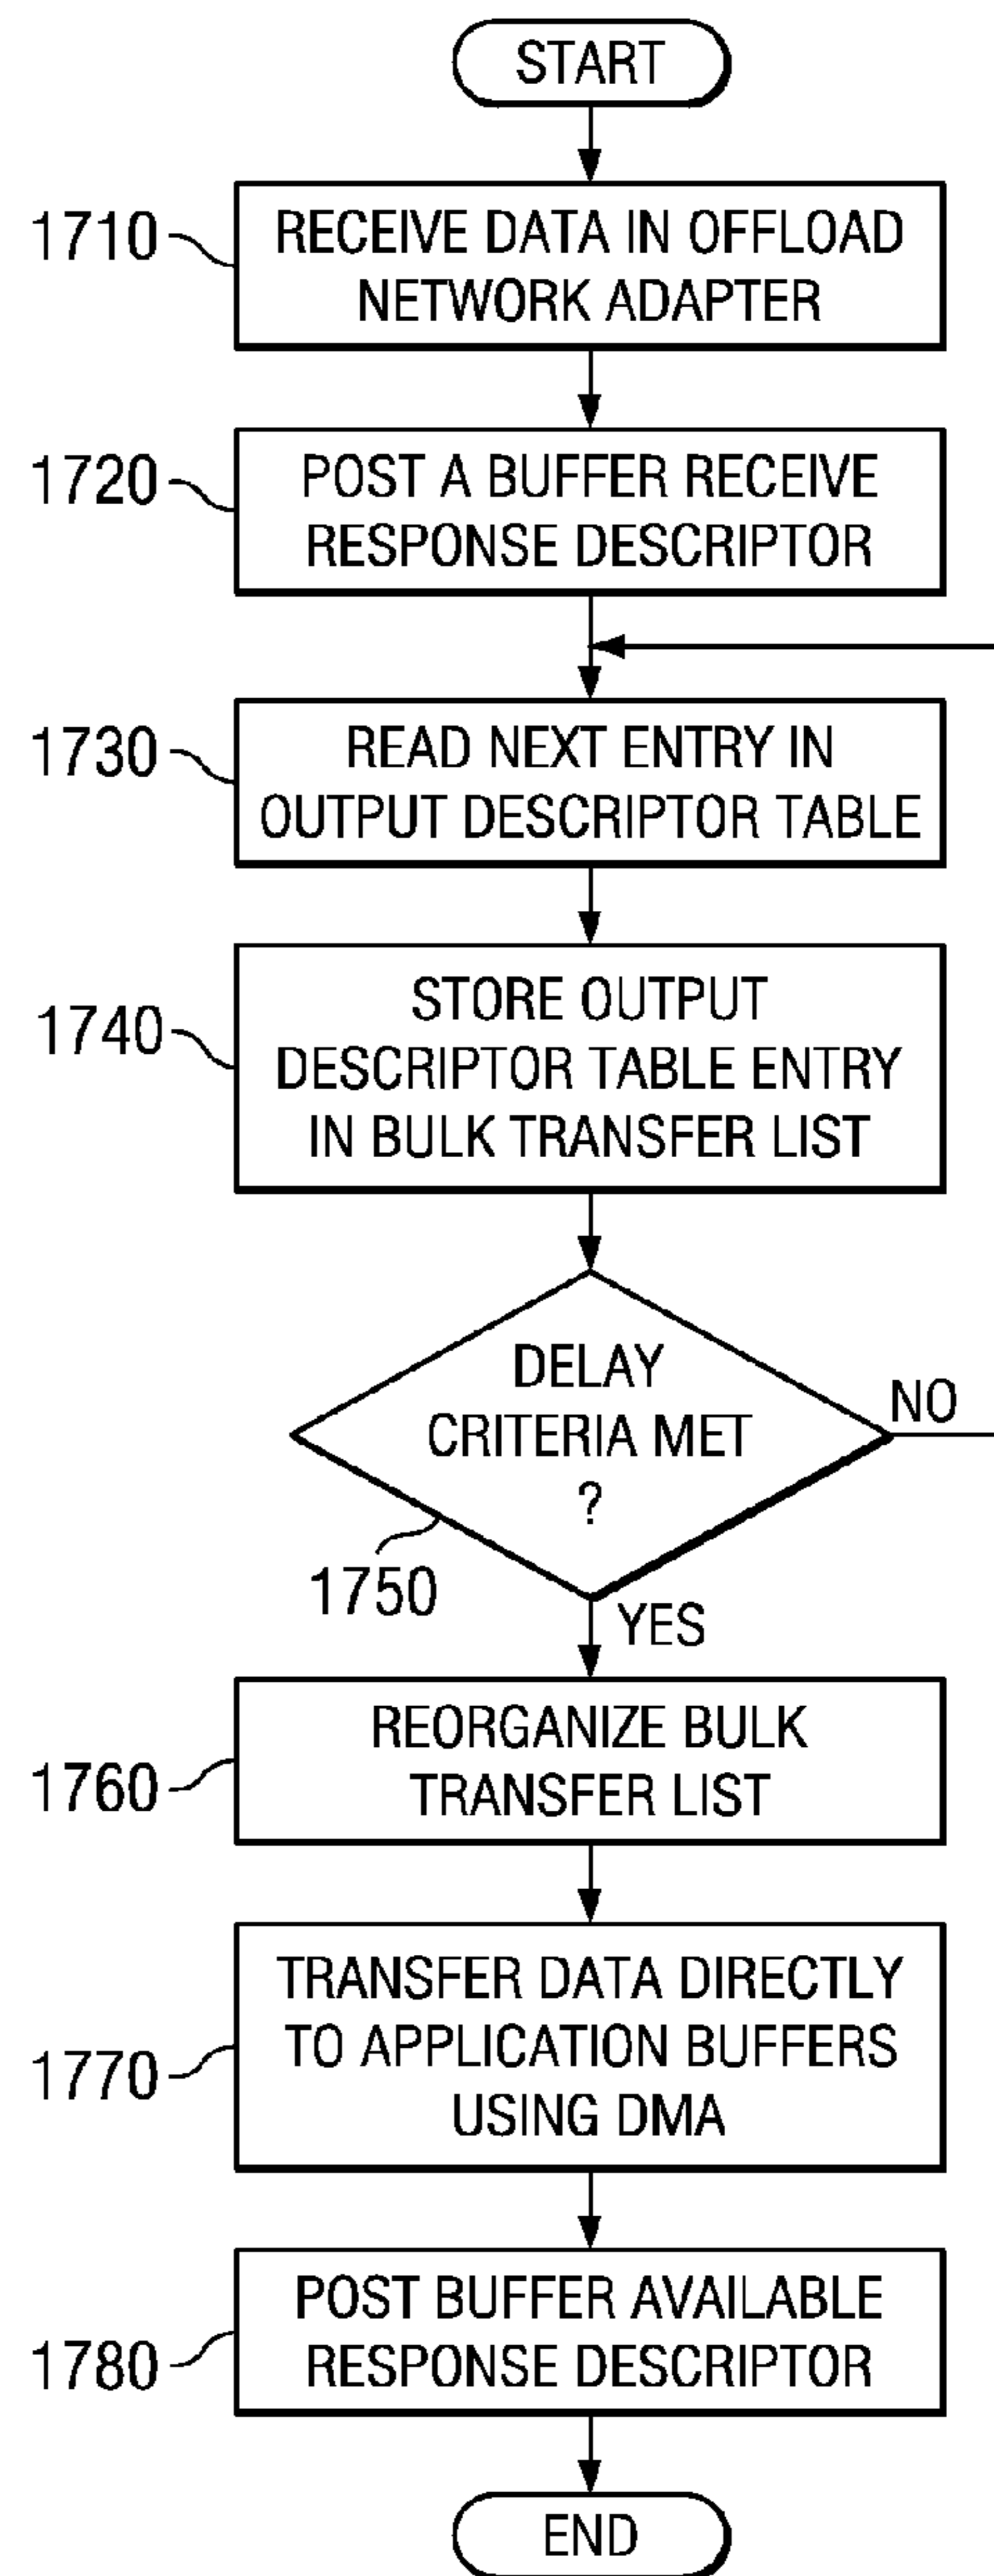 START
1710
RECEIVE DATA IN OFFLOAD
NETWORK ADAPTER
1720
POST A BUFFER RECEIVE
RESPONSE DESCRIPTOR
1730
READ NEXT ENTRY IN
OUTPUT DESCRIPTOR TABLE
1740
STORE OUTPUT
DESCRIPTOR TABLE ENTRY
IN BULK TRANSFER LIST
DELAY
CRITERIA MET
?
NO
1750
YES
1760
REORGANIZE BULK
TRANSFER LIST
1770
TRANSFER DATA DIRECTLY
TO APPLICATION BUFFERS
USING DMA
1780
POST BUFFER AVAILABLE
RESPONSE DESCRIPTOR
END